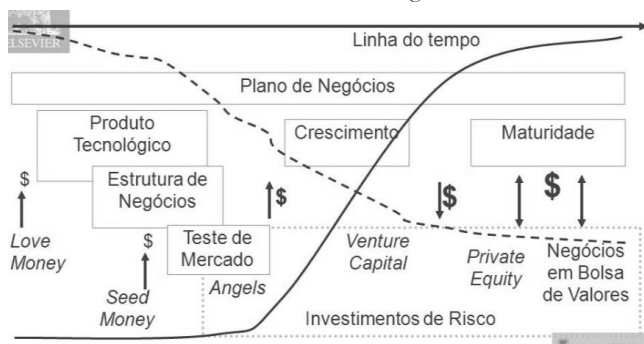 ELSEVIER
Linha do tempo
Plano de Negócios
Produto
Tecnológico
Crescimento
Maturidade
$
Estrutura de
Negócios
$
$
$
Love
Money
$
Teste de
Mercado
Venture
Capital
Private
Equity
Negócios
em Bolsa
de Valores
Seed
Money
Angels
Investimentos de Risco